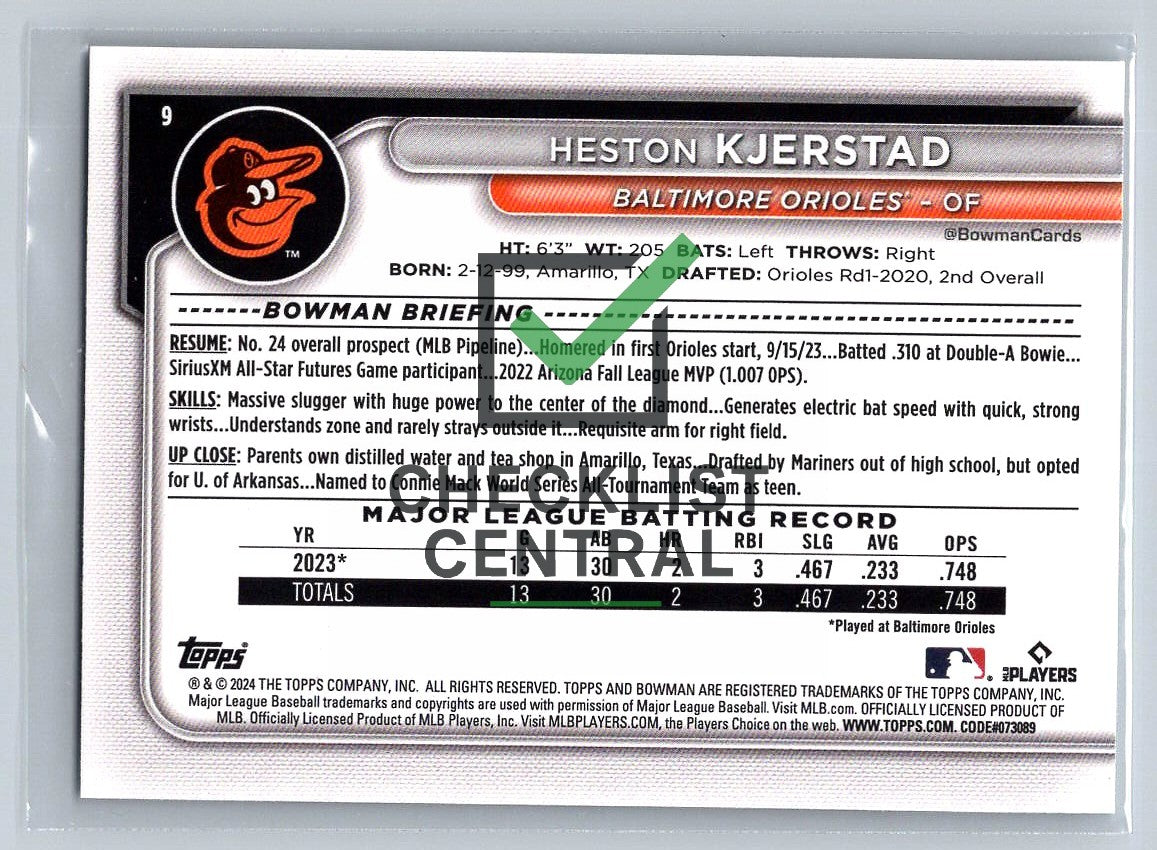 9
HESTON KJERSTAD
BALTIMORE ORIOLES™ - OF
@BowmanCards
HT: 6'3" WT: 205 BATS: Left THROWS: Right
BORN: 2-12-99, Amarillo, TX DRAFTED: Orioles Rd1-2020, 2nd Overall
BOWMAN BRIEFING
RESUME: No. 24 overall prospect (MLB Pipeline)...Homered in first Orioles start, 9/15/23...Batted .310 at Double-A Bowie...
SiriusXM All-Star Futures Game participant...2022 Arizona Fall League MVP (1.007 OPS).
SKILLS: Massive slugger with huge power to the center of the diamond...Generates electric bat speed with quick, strong
wrists...Understands zone and rarely strays outside it...Requisite arm for right field.
UP CLOSE: Parents own distilled water and tea shop in Amarillo, Texas...Drafted by Mariners out of high school, but opted
for U. of Arkansas...Named to Connie Mack World Series All-Tournament Team as teen.
CHECKLIST
CENTRAL
MAJOR LEAGUE BATTING RECORD
YR G AB HR RBI SLG AVG OPS
2023* 13 30 2 3 .467 .233 .748
TOTALS 13 30 2 3 .467 .233 .748
*Played at Baltimore Orioles
TM
topps®
MLB PLAYERS
® & © 2024 THE TOPPS COMPANY, INC. ALL RIGHTS RESERVED. TOPPS AND BOWMAN ARE REGISTERED TRADEMARKS OF THE TOPPS COMPANY, INC.
Major League Baseball trademarks and copyrights are used with permission of Major League Baseball. Visit MLB.com. OFFICIALLY LICENSED PRODUCT OF
MLB. Officially Licensed Product of MLB Players, Inc. Visit MLBPLAYERS.COM, the Players Choice on the web. WWW.TOPPS.COM. CODE#073089